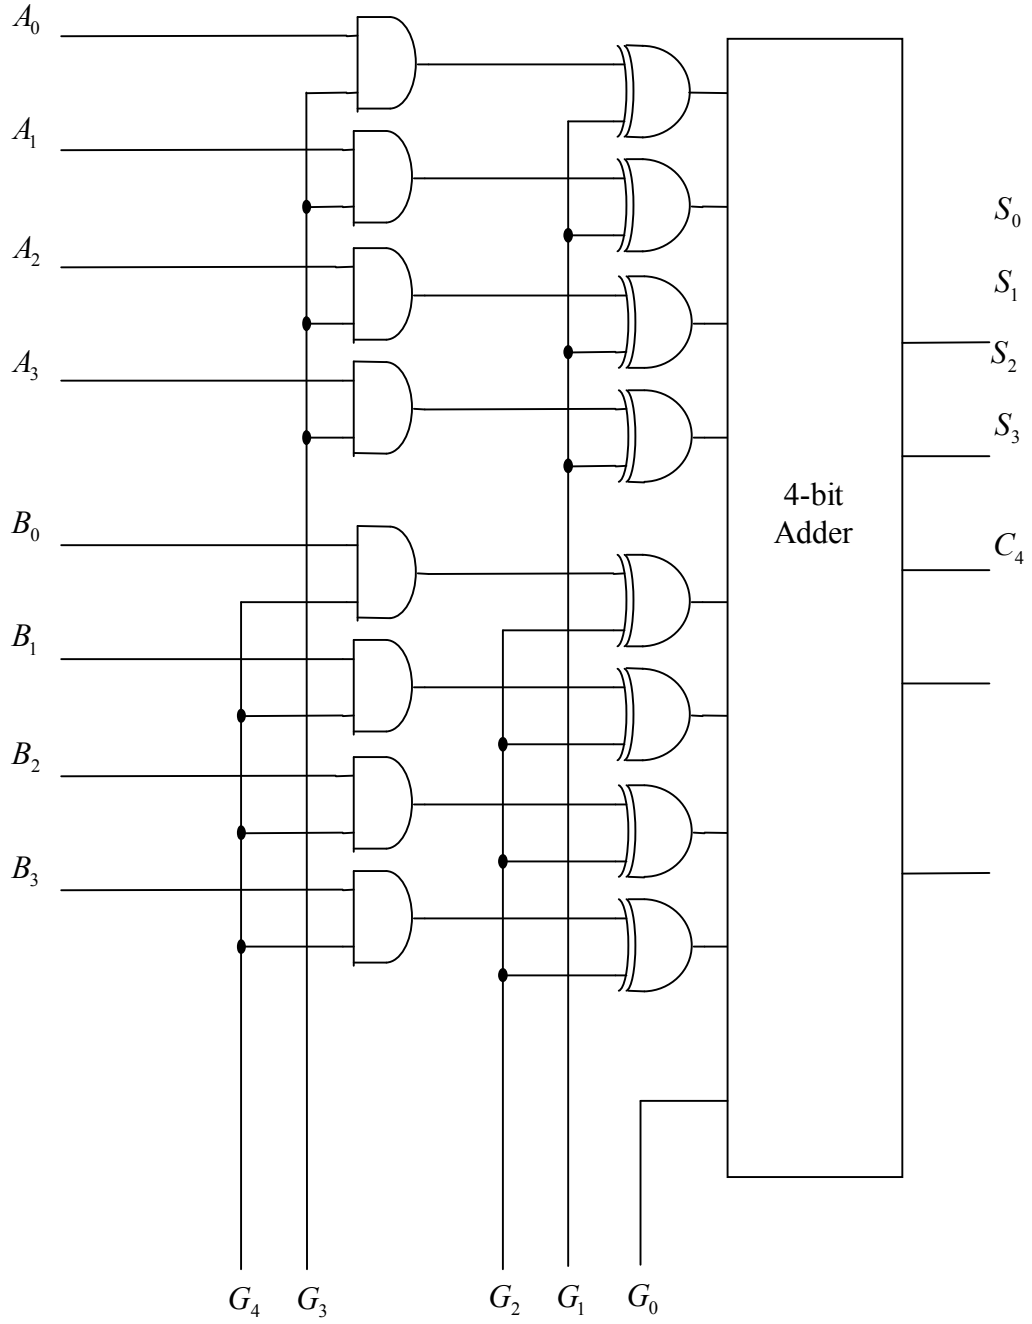 A₀
A₁
A₂
A₃
B₀
B₁
B₂
B₃
4-bit
Adder
S₀
S₁
S₂
S₃
C₄
G₄ G₃ G₂ G₁ G₀